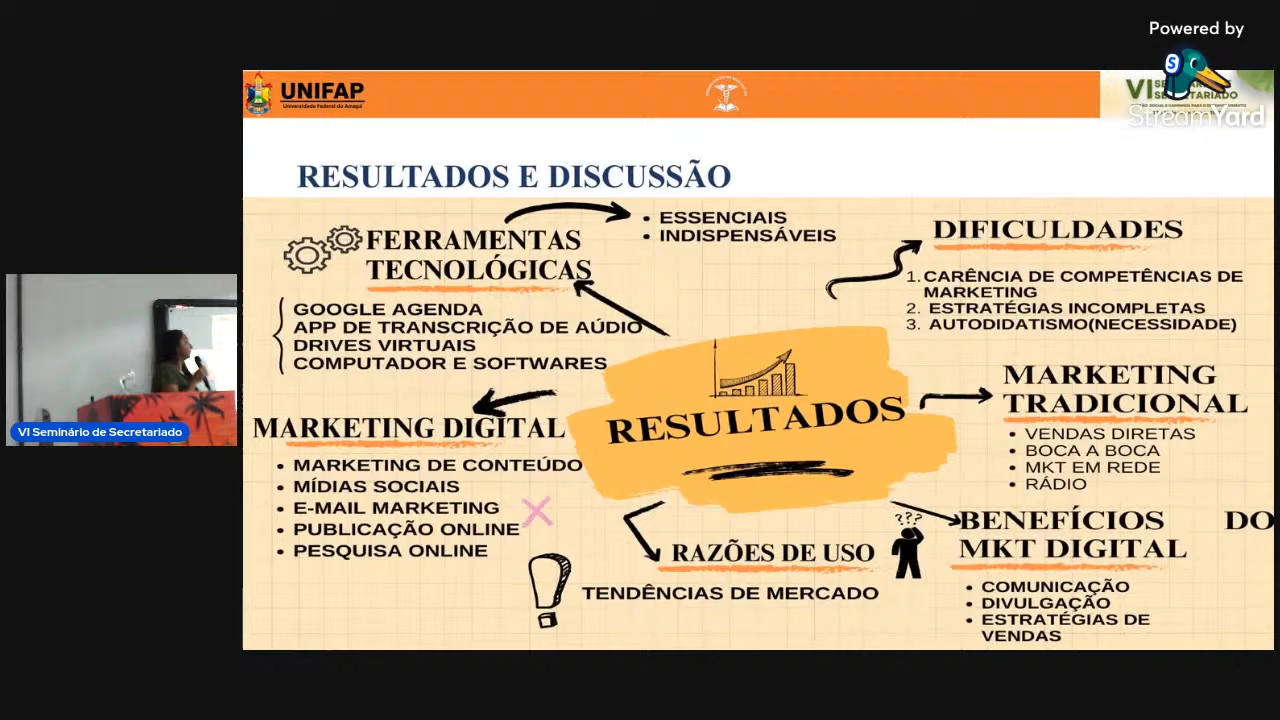 Powered by
StreamYard
UNIFAP
Universidade Federal do Amapá
VI
RESULTADOS E DISCUSSÃO
FERRAMENTAS
TECNOLÓGICAS
• ESSENCIAIS
• INDISPENSÁVEIS
GOOGLE AGENDA
APP DE TRANSCRIÇÃO DE AÚDIO
DRIVES VIRTUAIS
COMPUTADOR E SOFTWARES
DIFICULDADES
1. CARÊNCIA DE COMPETÊNCIAS DE
MARKETING
2. ESTRATÉGIAS INCOMPLETAS
3. AUTODIDATISMO(NECESSIDADE)
RESULTADOS
MARKETING DIGITAL
• MARKETING DE CONTEÚDO
• MÍDIAS SOCIAIS
• E-MAIL MARKETING
• PUBLICAÇÃO ONLINE
• PESQUISA ONLINE
MARKETING
TRADICIONAL
• VENDAS DIRETAS
• BOCA A BOCA
• MKT EM REDE
• RÁDIO
RAZÕES DE USO
TENDÊNCIAS DE MERCADO
???
BENEFÍCIOS DO
MKT DIGITAL
• COMUNICAÇÃO
• DIVULGAÇÃO
• ESTRATÉGIAS DE
VENDAS
VI Seminário de Secretariado